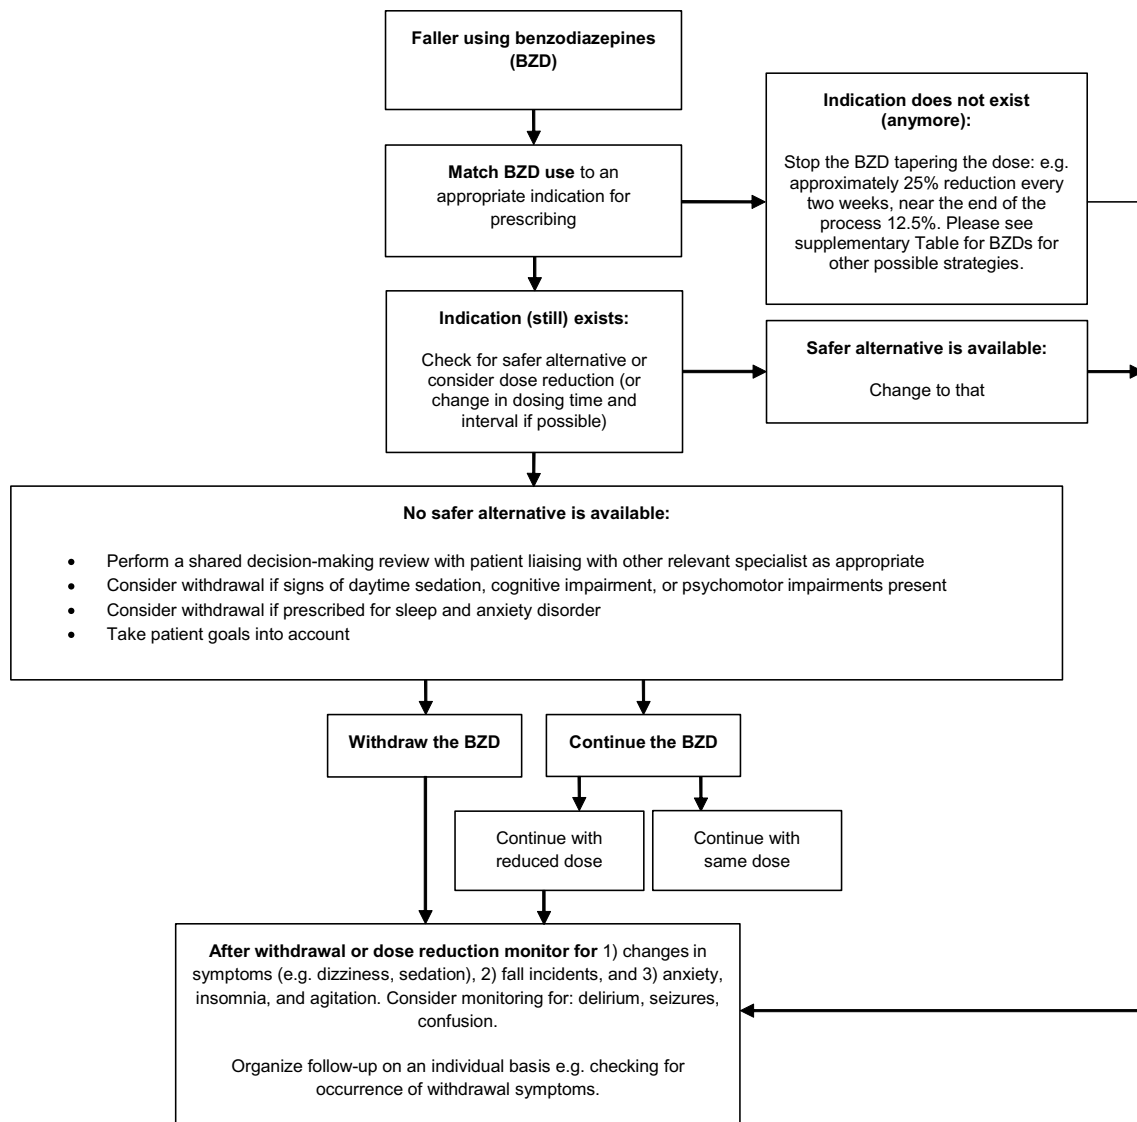 Faller using benzodiazepines
(BZD)
Match BZD use to an
appropriate indication for
prescribing
Indication does not exist
(anymore):
Stop the BZD tapering the dose: e.g.
approximately 25% reduction every
two weeks, near the end of the
process 12.5%. Please see
supplementary Table for BZDs for
other possible strategies.
Indication (still) exists:
Check for safer alternative or
consider dose reduction (or
change in dosing time and
interval if possible)
Safer alternative is available:
Change to that
No safer alternative is available:
• Perform a shared decision-making review with patient liaising with other relevant specialist as appropriate
• Consider withdrawal if signs of daytime sedation, cognitive impairment, or psychomotor impairments present
• Consider withdrawal if prescribed for sleep and anxiety disorder
• Take patient goals into account
Withdraw the BZD
Continue the BZD
Continue with
reduced dose
Continue with
same dose
After withdrawal or dose reduction monitor for 1) changes in
symptoms (e.g. dizziness, sedation), 2) fall incidents, and 3) anxiety,
insomnia, and agitation. Consider monitoring for: delirium, seizures,
confusion.
Organize follow-up on an individual basis e.g. checking for
occurrence of withdrawal symptoms.